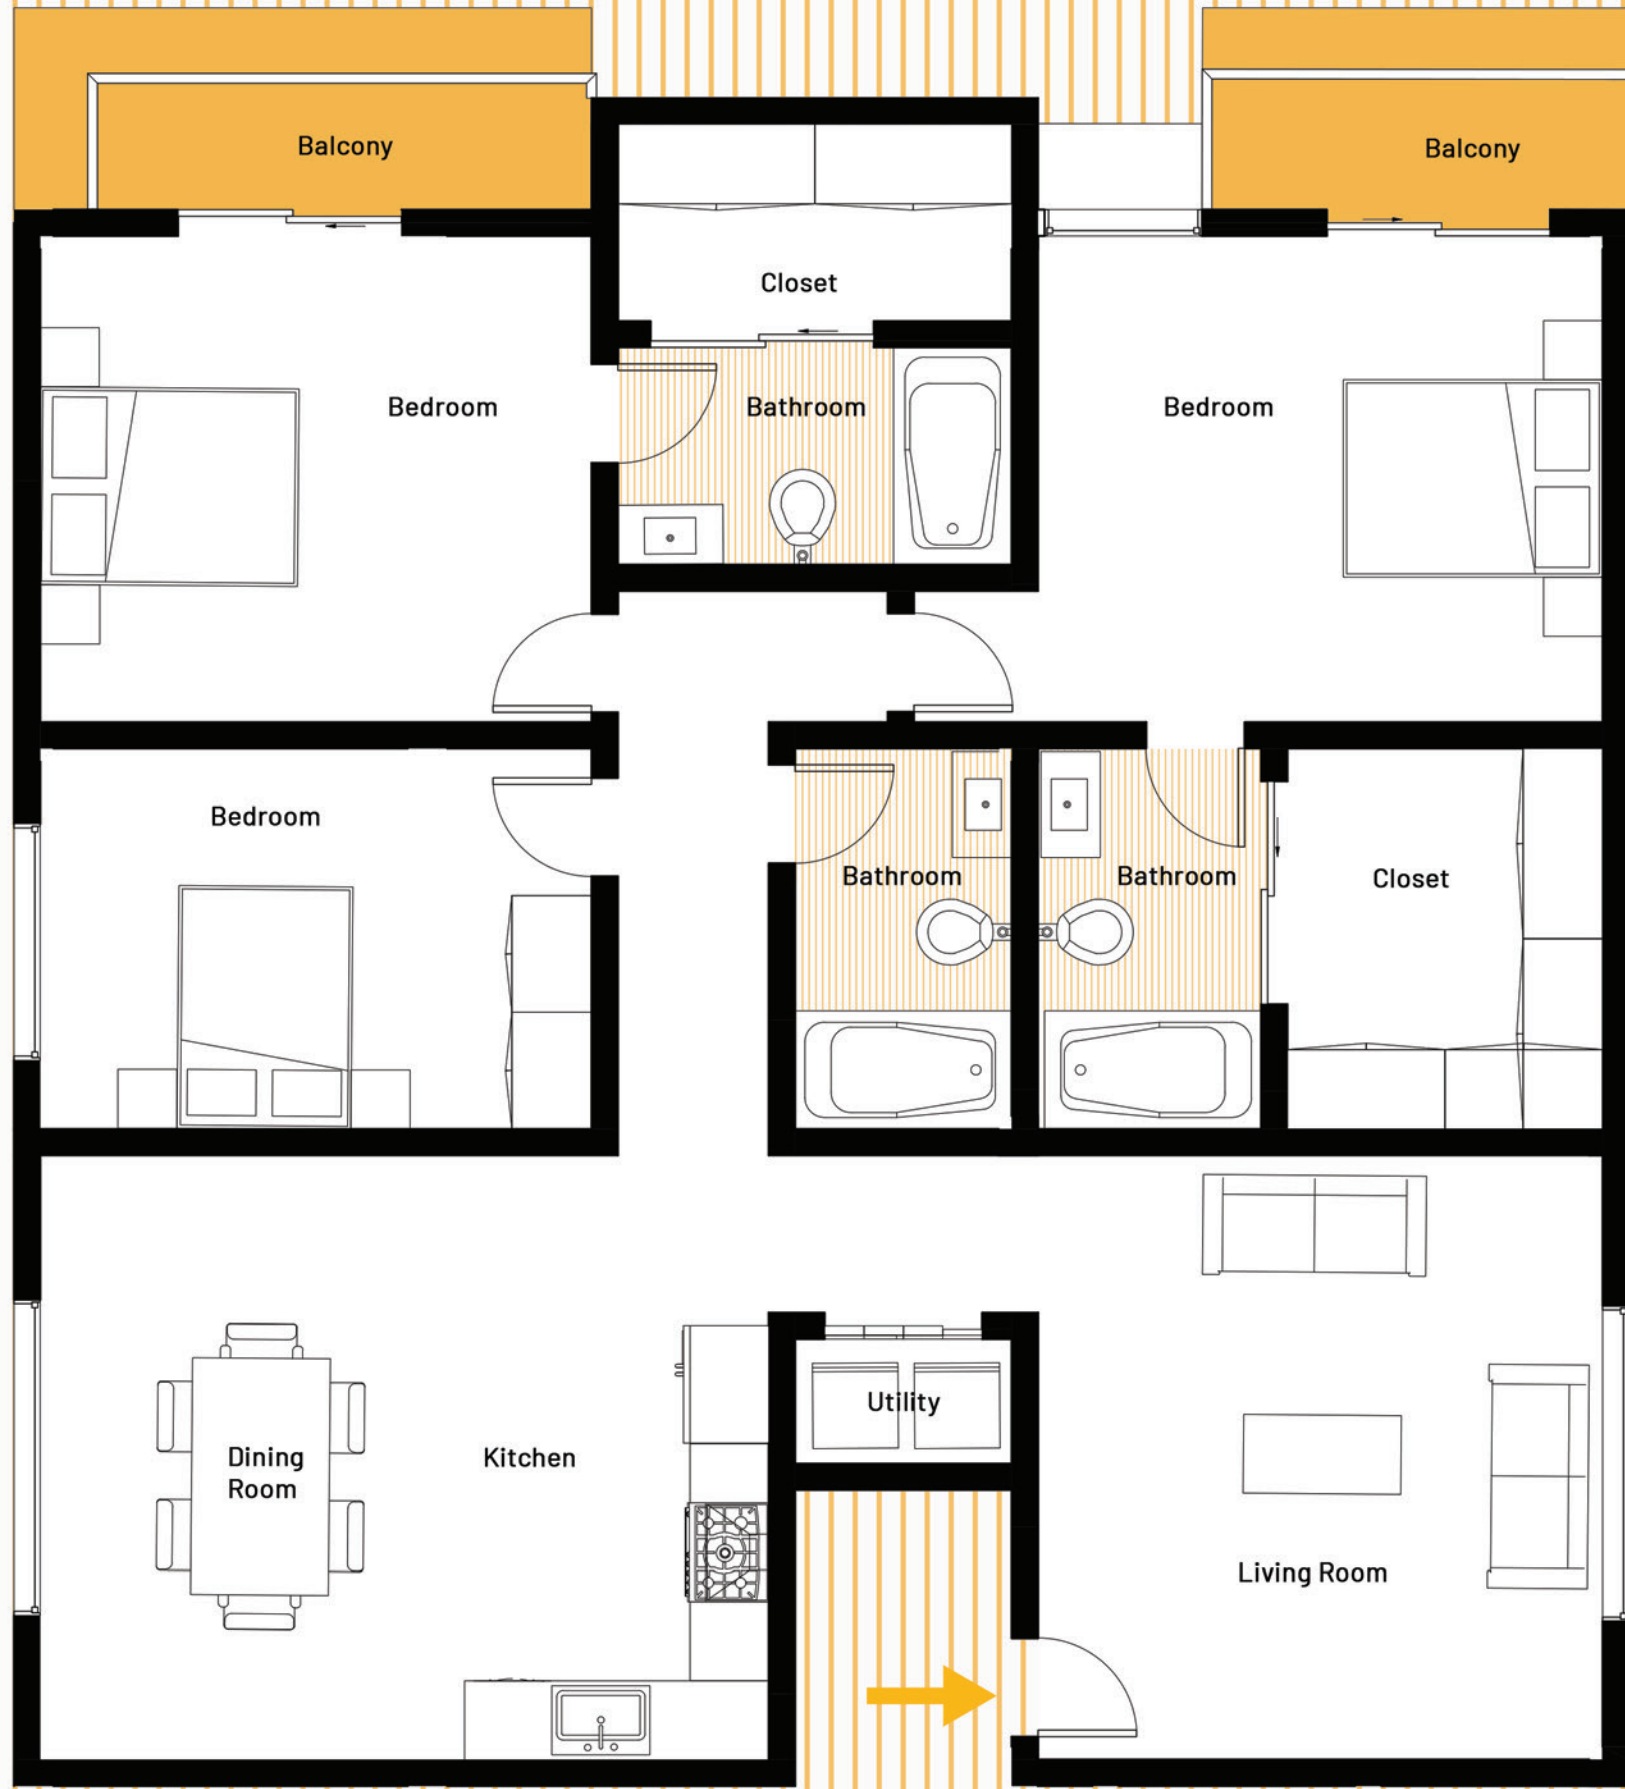 Balcony
Balcony
Closet
Bedroom
Bathroom
Bedroom
Bedroom
Bathroom
Bathroom
Closet
Utility
Dining
Room
Kitchen
Living Room